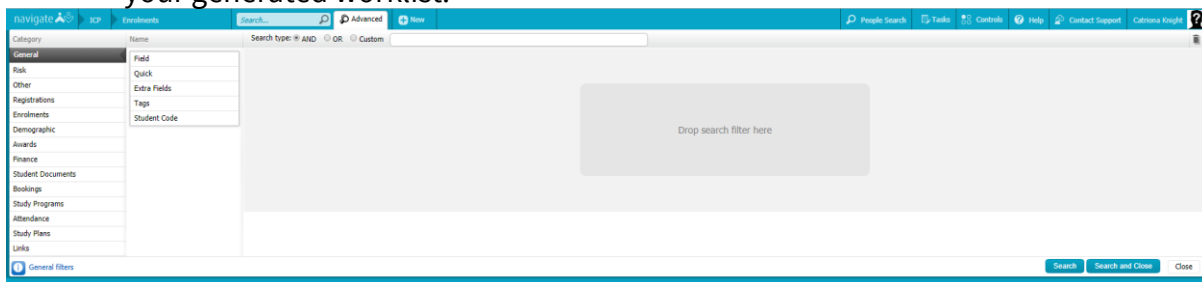 your generated worklist.
navigate ICP Enrolments Search... Advanced New People Search Tasks Controls Help Contact Support Catriona Knight
Category Name Search type: AND OR Custom
General Field
Risk Quick
Other Extra Fields
Registrations Tags
Enrolments Student Code
Demographic
Drop search filter here
Awards
Finance
Student Documents
Bookings
Study Programs
Attendance
Study Plans
Links
General filters Search Search and Close Close